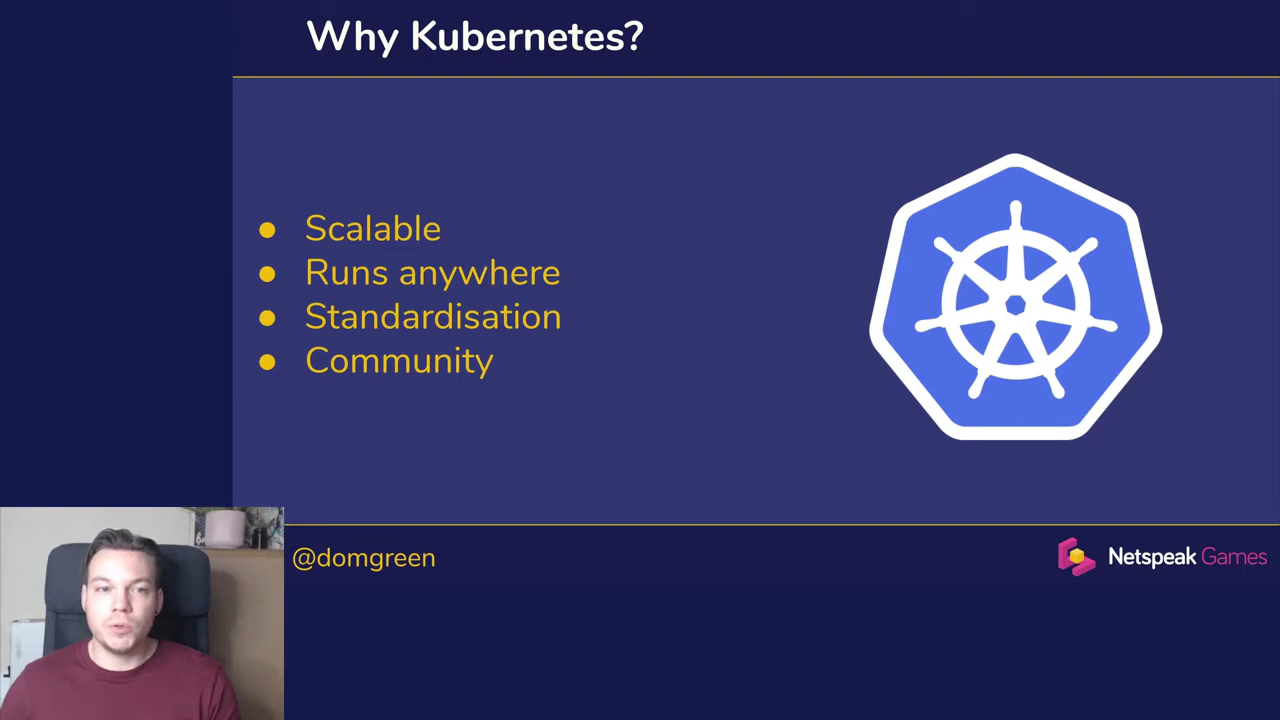 Why Kubernetes?
● Scalable
● Runs anywhere
● Standardisation
● Community
@domgreen
Netspeak Games